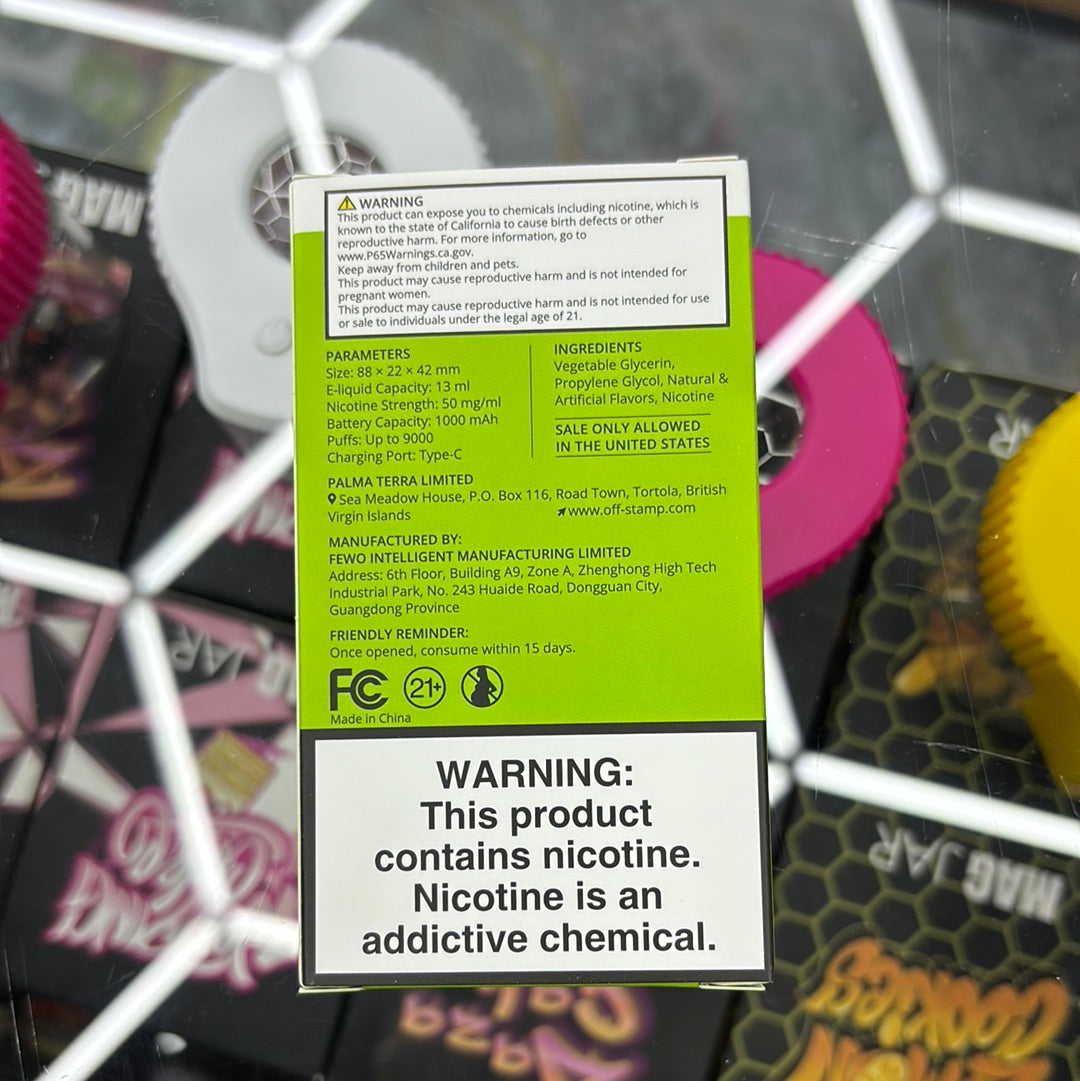 WARNING
This product can expose you to chemicals including nicotine, which is
known to the state of California to cause birth defects or other
reproductive harm. For more information, go to
www.P65Warnings.ca.gov.
Keep away from children and pets.
This product may cause reproductive harm and is not intended for
pregnant women.
This product may cause reproductive harm and is not intended for use
or sale to individuals under the legal age of 21.
PARAMETERS
Size: 88 × 22 × 42 mm
E-liquid Capacity: 13 ml
Nicotine Strength: 50 mg/ml
Battery Capacity: 1000 mAh
Puffs: Up to 9000
Charging Port: Type-C
INGREDIENTS
Vegetable Glycerin,
Propylene Glycol, Natural &
Artificial Flavors, Nicotine
SALE ONLY ALLOWED
IN THE UNITED STATES
PALMA TERRA LIMITED
Sea Meadow House, P.O. Box 116, Road Town, Tortola, British
Virgin Islands
www.off-stamp.com
MANUFACTURED BY:
FEWO INTELLIGENT MANUFACTURING LIMITED
Address: 6th Floor, Building A9, Zone A, Zhenghong High Tech
Industrial Park, No. 243 Huaide Road, Dongguan City,
Guangdong Province
FRIENDLY REMINDER:
Once opened, consume within 15 days.
FC 21+
Made in China
WARNING:
This product
contains nicotine.
Nicotine is an
addictive chemical.
MAG
MAG JAR
MAG JAR